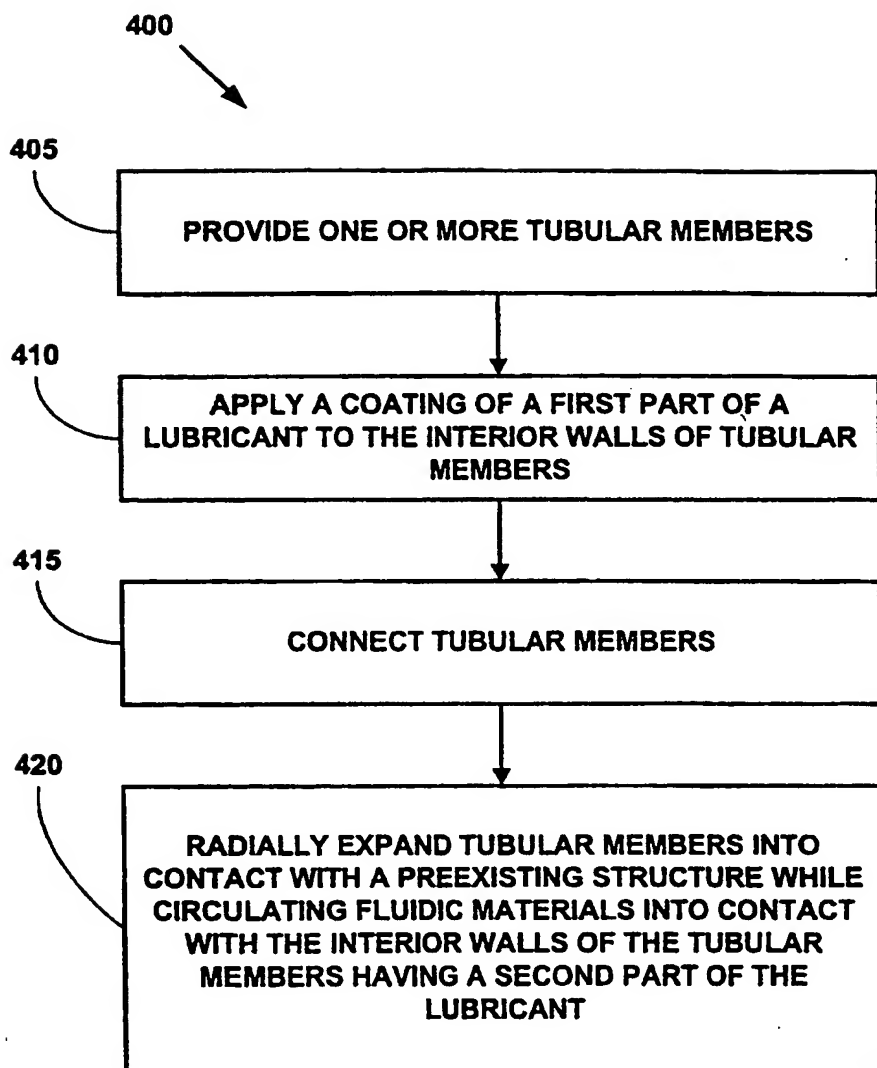 400
405
PROVIDE ONE OR MORE TUBULAR MEMBERS
410
APPLY A COATING OF A FIRST PART OF A
LUBRICANT TO THE INTERIOR WALLS OF TUBULAR
MEMBERS
415
CONNECT TUBULAR MEMBERS
420
RADIALLY EXPAND TUBULAR MEMBERS INTO
CONTACT WITH A PREEXISTING STRUCTURE WHILE
CIRCULATING FLUIDIC MATERIALS INTO CONTACT
WITH THE INTERIOR WALLS OF THE TUBULAR
MEMBERS HAVING A SECOND PART OF THE
LUBRICANT